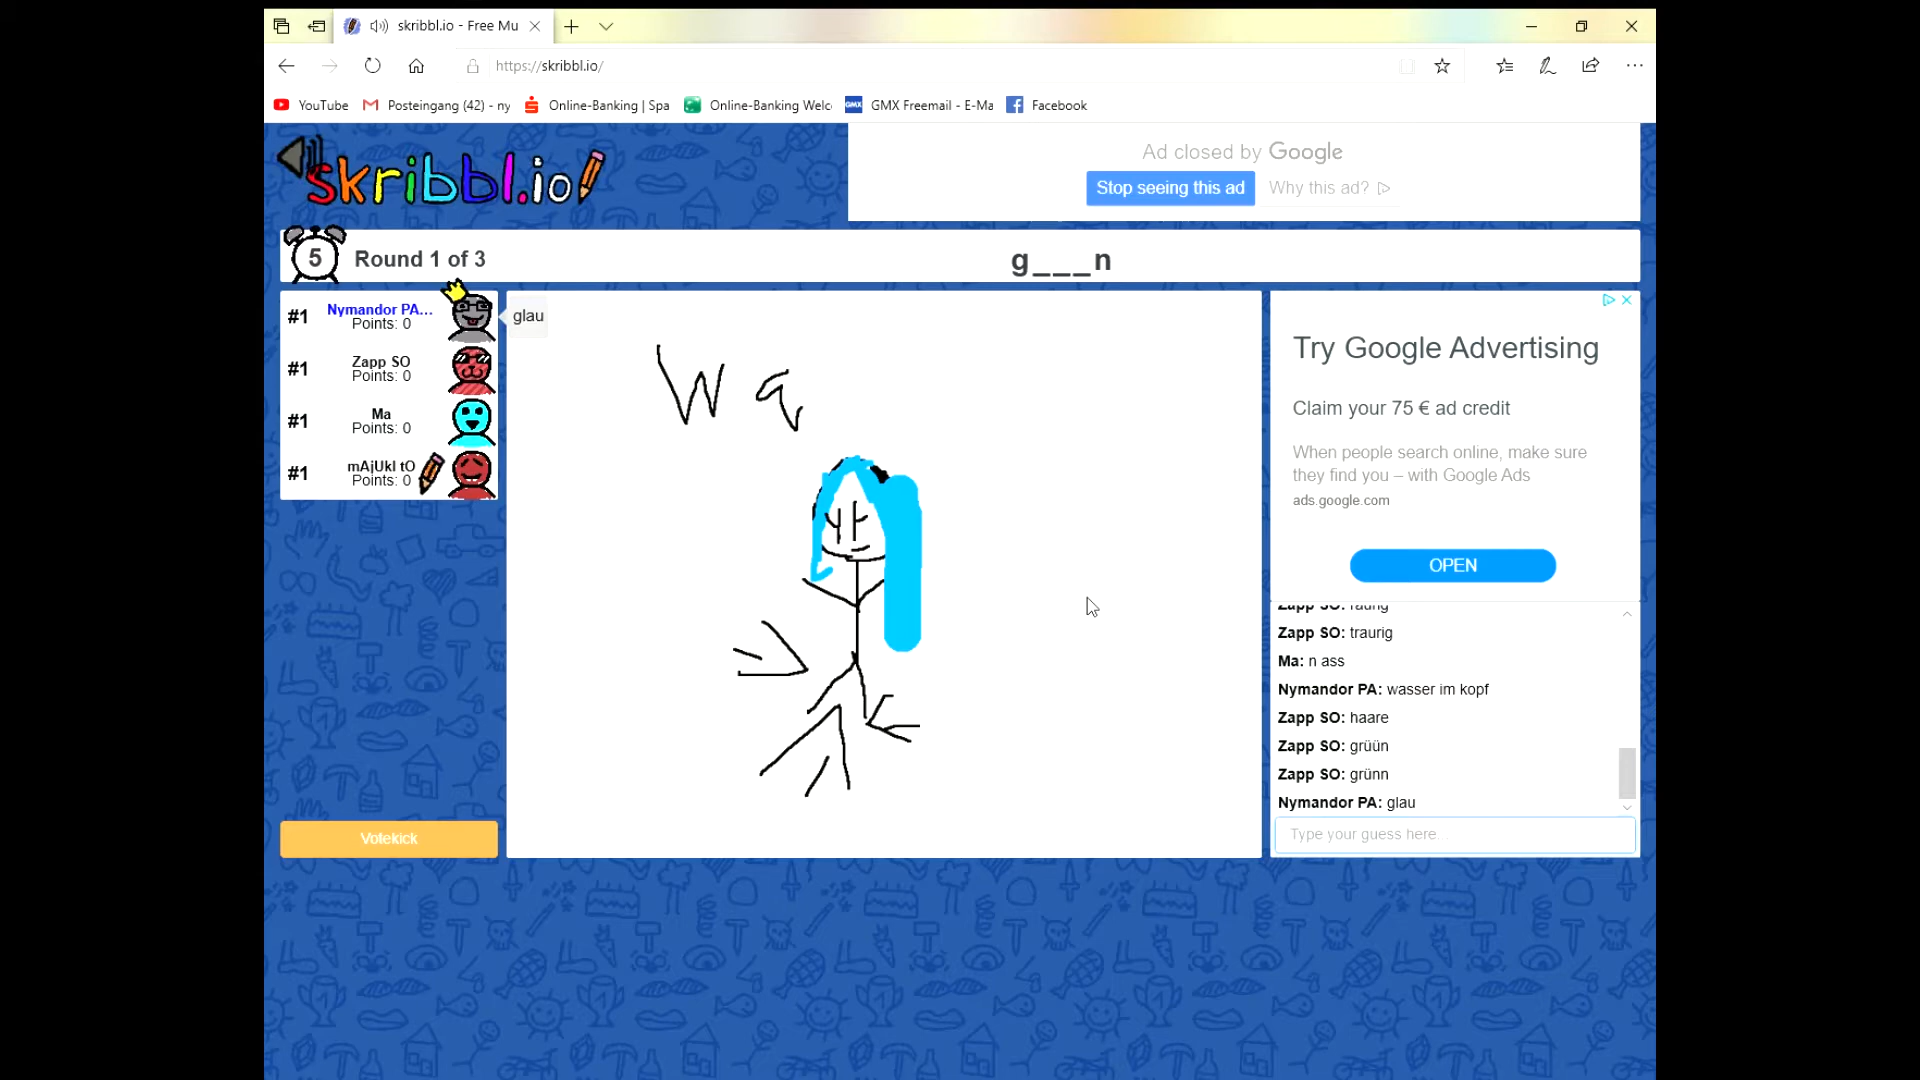 skribbl.io - Free Mu
https://skribbl.io/
YouTube
Posteingang (42) - ny
Online-Banking | Spa
Online-Banking Welc
GMX
GMX Freemail - E-Ma
Facebook
skribbl.io
Ad closed by Google
Stop seeing this ad
Why this ad?
5
Round 1 of 3
g___n
#1
Nymandor PA...
Points: 0
glau
#1
Zapp SO
Points: 0
#1
Ma
Points: 0
#1
mAjUkI tO
Points: 0
W a
Votekick
Try Google Advertising
Claim your 75 € ad credit
When people search online, make sure
they find you – with Google Ads
ads.google.com
OPEN
Zapp SO:
Zapp SO: traurig
Ma: n ass
Nymandor PA: wasser im kopf
Zapp SO: haare
Zapp SO: grüün
Zapp SO: grünn
Nymandor PA: glau
Type your guess here...